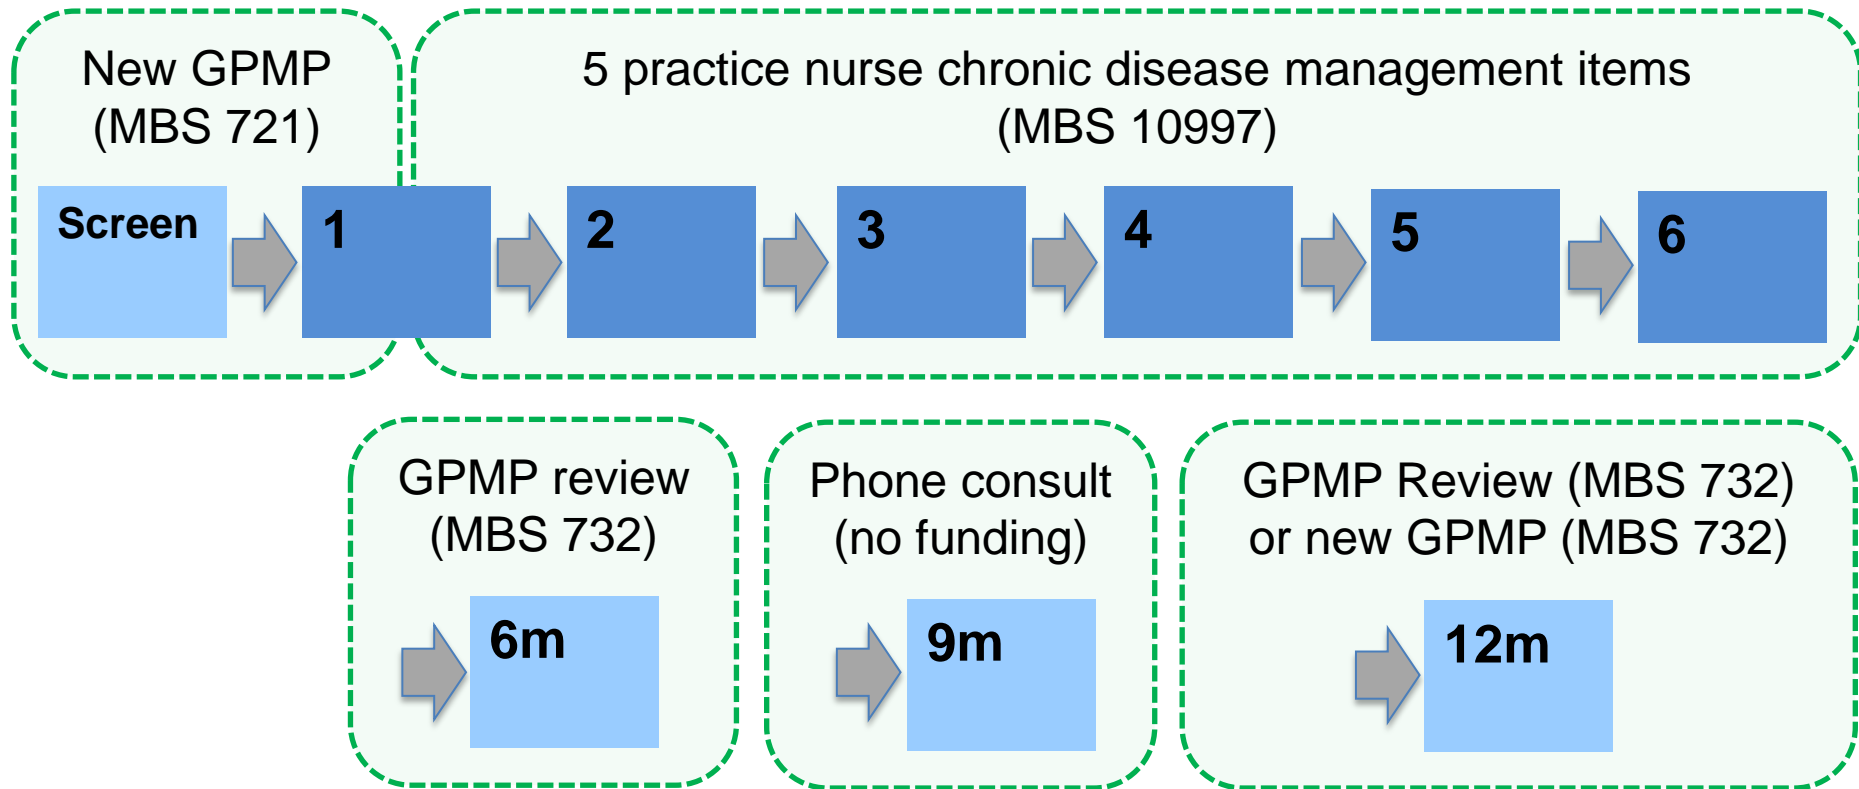 New GPMP
(MBS 721)
5 practice nurse chronic disease management items
(MBS 10997)
Screen
1
2
3
4
5
6
GPMP review
(MBS 732)
Phone consult
(no funding)
GPMP Review (MBS 732)
or new GPMP (MBS 732)
6m
9m
12m